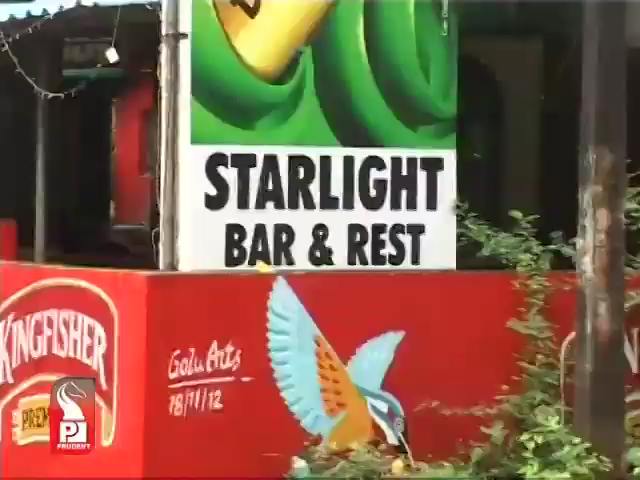 STARLIGHT
BAR & REST
KINGFISHER
PREM
Golu Arts
18/11/12
PRUDENT